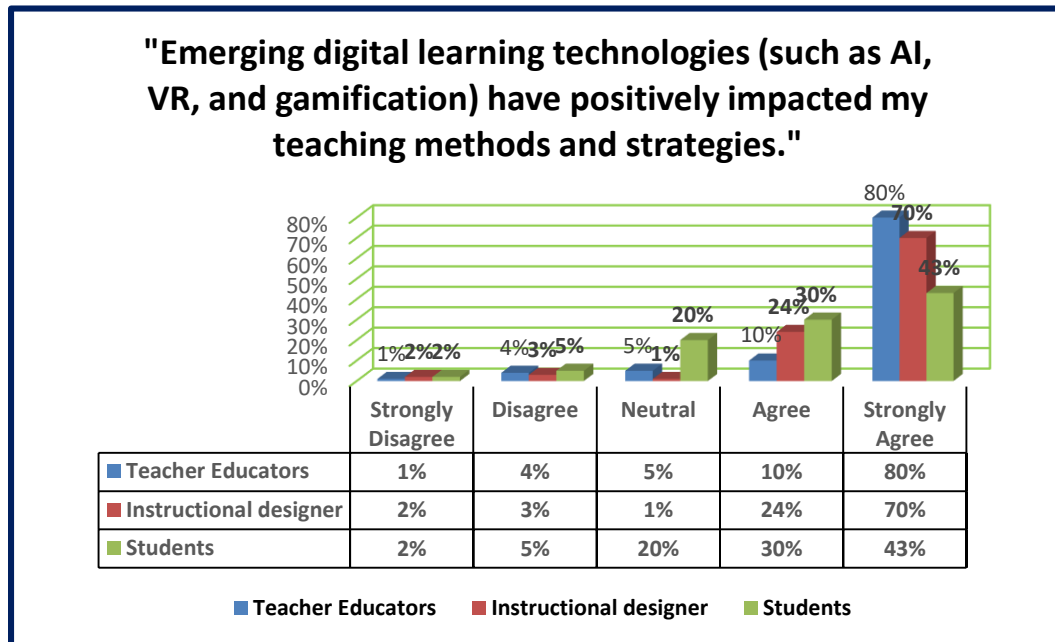 "Emerging digital learning technologies (such as AI,
VR, and gamification) have positively impacted my
teaching methods and strategies."
80%
70%
60%
50%
40%
30%
20%
10%
0%
1% 2% 2% 4% 3% 5% 5% 1% 20% 10% 24% 30% 80% 70% 43%
Strongly Disagree Neutral Agree Strongly
Disagree Agree
Teacher Educators 1% 4% 5% 10% 80%
Instructional designer 2% 3% 1% 24% 70%
Students 2% 5% 20% 30% 43%
Teacher Educators Instructional designer Students